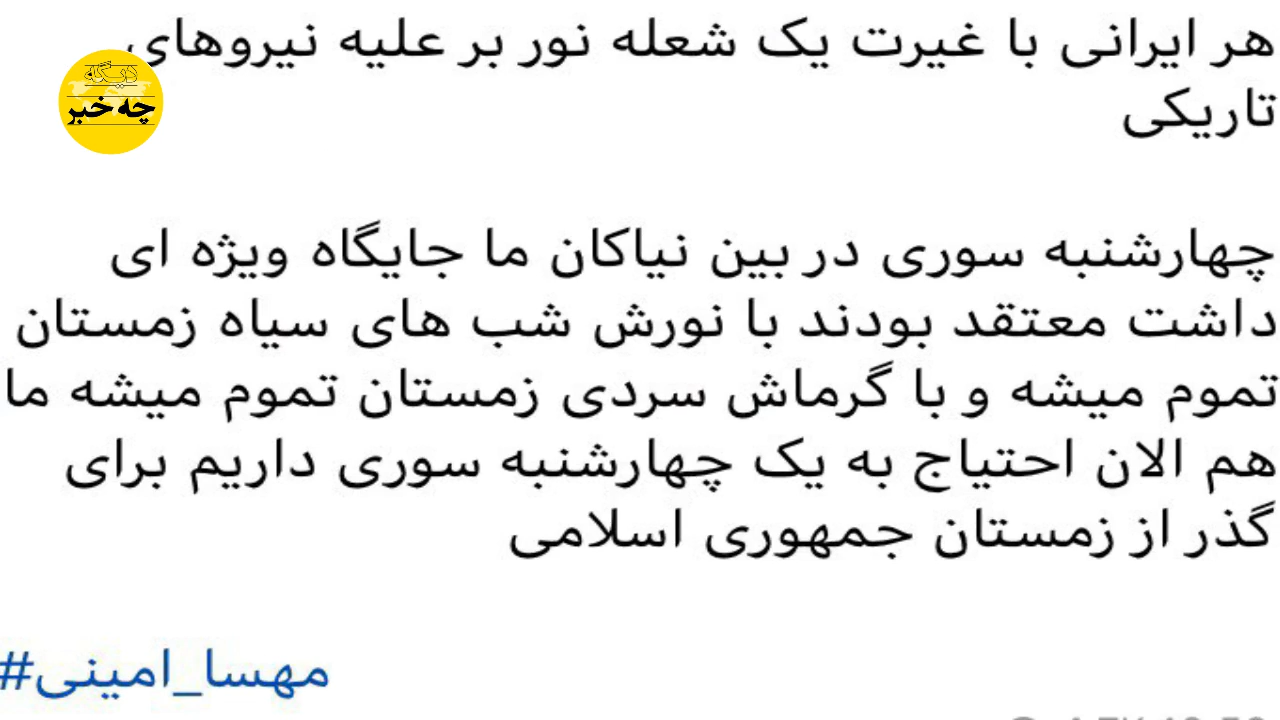 هر ایرانی با غیرت یک شعله نور بر علیه نیروهای
تاریکی
دیگه
چه خبر
چهارشنبه سوری در بین نیاکان ما جایگاه ویژه ای
داشت معتقد بودند با نورش شب های سیاه زمستان
تموم میشه و با گرماش سردی زمستان تموم میشه ما
هم الان احتیاج به یک چهارشنبه سوری داریم برای
گذر از زمستان جمهوری اسلامی
#مهسا_امینی